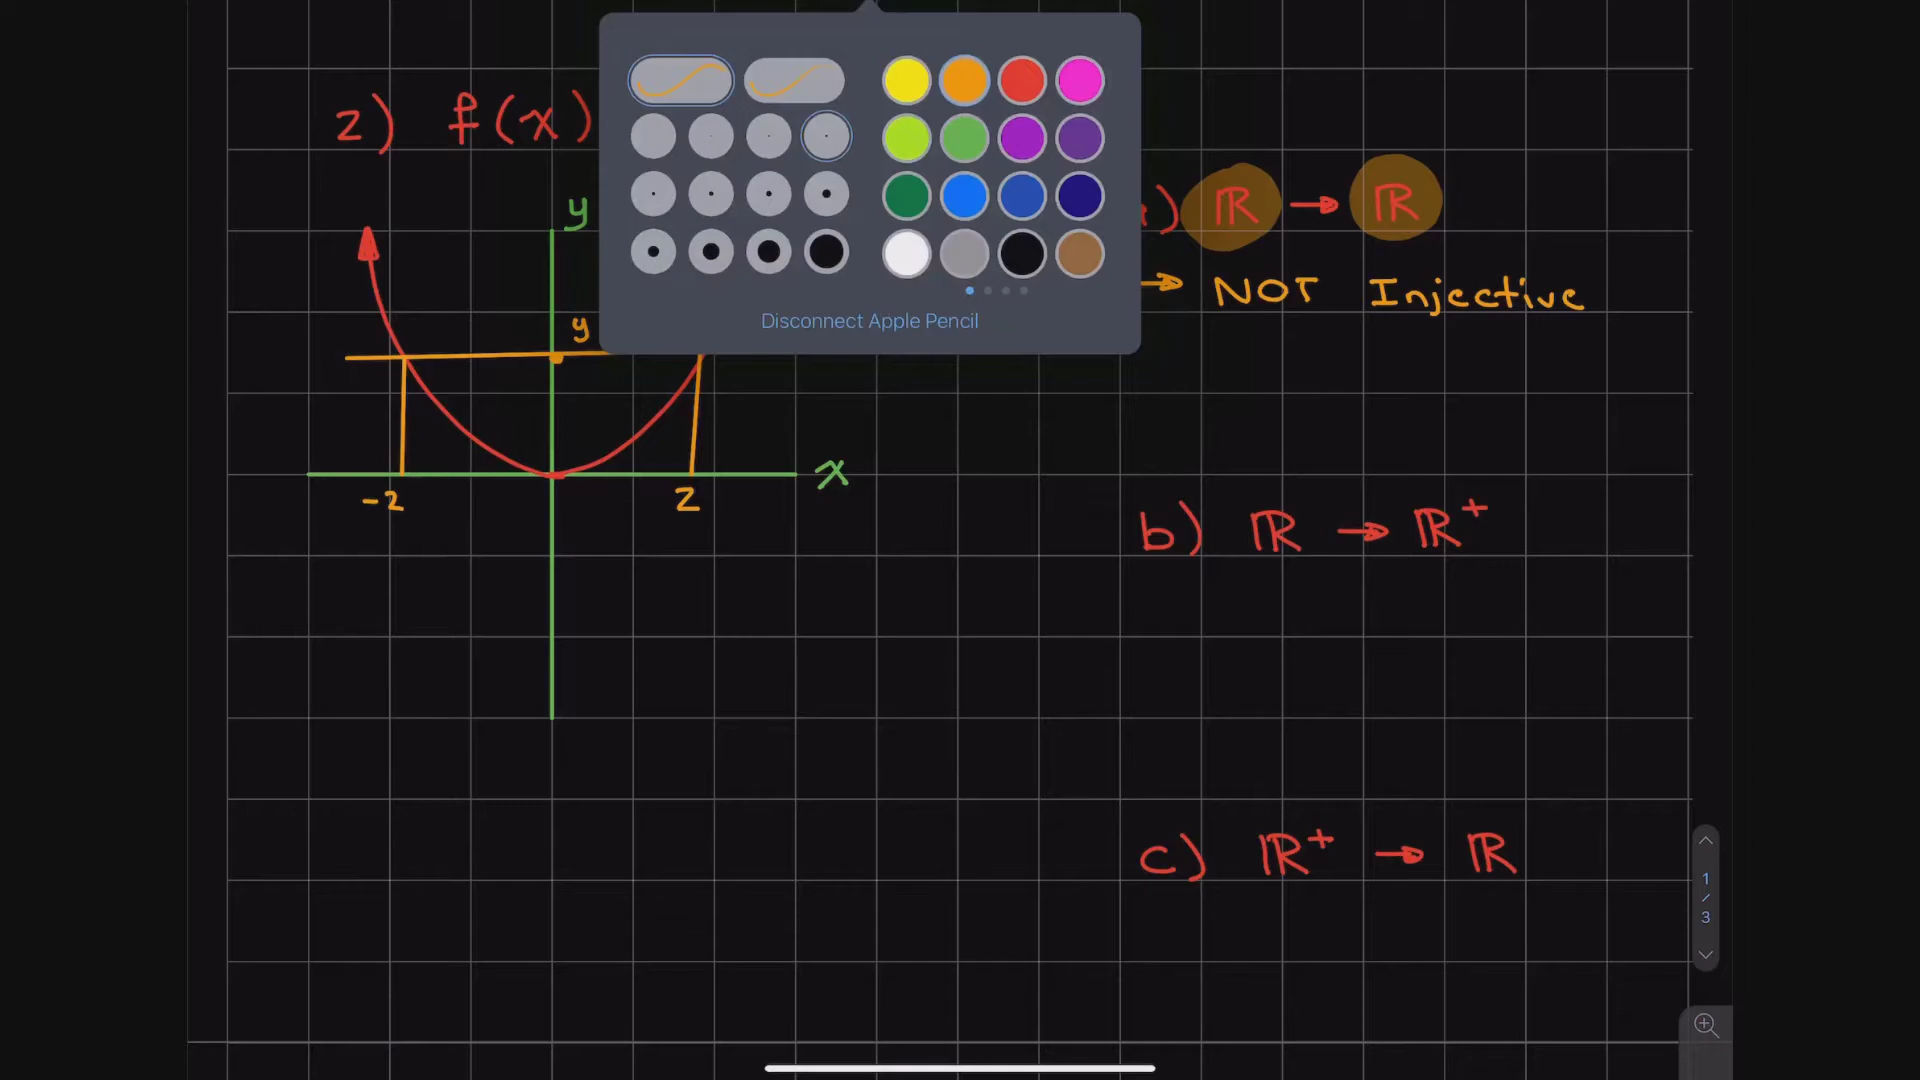 2) f(x)
a) ℝ → ℝ
y
→ NOT Injective
Disconnect Apple Pencil
y
x
-2 2
b) ℝ → ℝ⁺
c) ℝ⁺ → ℝ
1
/
3